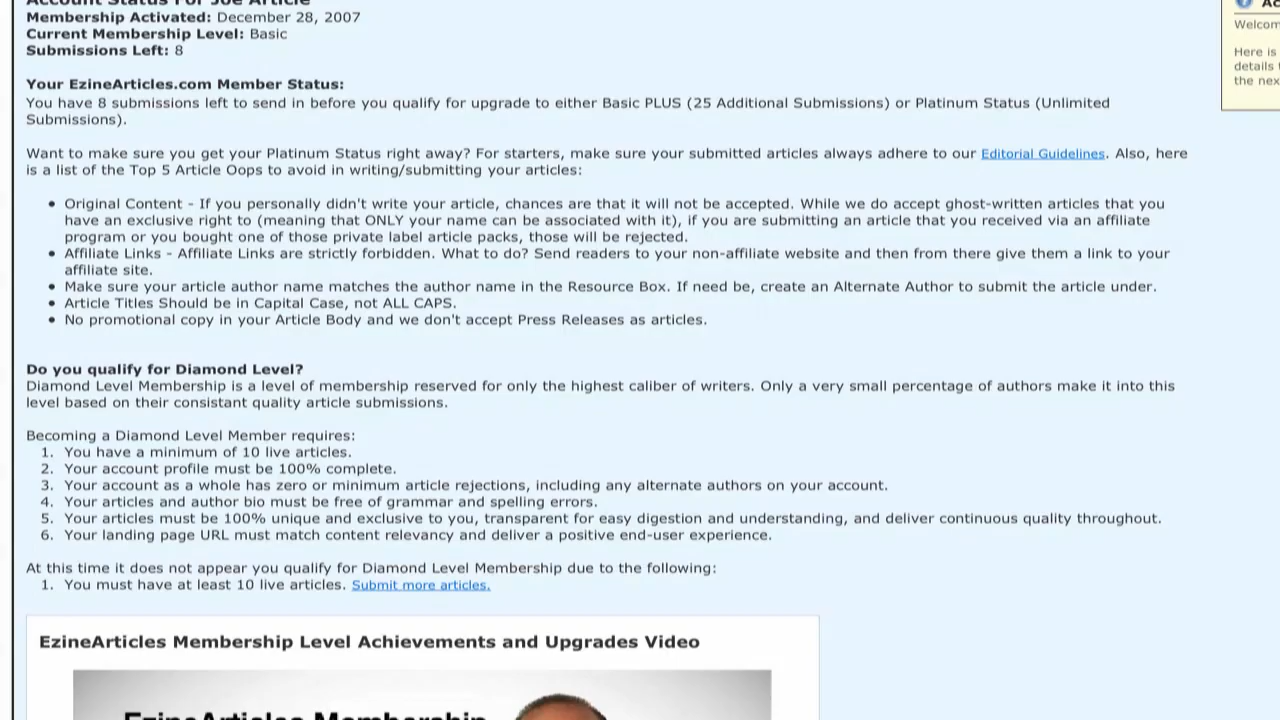 Account Status For Joe Article
Membership Activated: December 28, 2007
Current Membership Level: Basic
Submissions Left: 8
Your EzineArticles.com Member Status:
You have 8 submissions left to send in before you qualify for upgrade to either Basic PLUS (25 Additional Submissions) or Platinum Status (Unlimited
Submissions).
Want to make sure you get your Platinum Status right away? For starters, make sure your submitted articles always adhere to our Editorial Guidelines. Also, here
is a list of the Top 5 Article Oops to avoid in writing/submitting your articles:
• Original Content - If you personally didn't write your article, chances are that it will not be accepted. While we do accept ghost-written articles that you
have an exclusive right to (meaning that ONLY your name can be associated with it), if you are submitting an article that you received via an affiliate
program or you bought one of those private label article packs, those will be rejected.
• Affiliate Links - Affiliate Links are strictly forbidden. What to do? Send readers to your non-affiliate website and then from there give them a link to your
affiliate site.
• Make sure your article author name matches the author name in the Resource Box. If need be, create an Alternate Author to submit the article under.
• Article Titles Should be in Capital Case, not ALL CAPS.
• No promotional copy in your Article Body and we don't accept Press Releases as articles.
Do you qualify for Diamond Level?
Diamond Level Membership is a level of membership reserved for only the highest caliber of writers. Only a very small percentage of authors make it into this
level based on their consistant quality article submissions.
Becoming a Diamond Level Member requires:
1. You have a minimum of 10 live articles.
2. Your account profile must be 100% complete.
3. Your account as a whole has zero or minimum article rejections, including any alternate authors on your account.
4. Your articles and author bio must be free of grammar and spelling errors.
5. Your articles must be 100% unique and exclusive to you, transparent for easy digestion and understanding, and deliver continuous quality throughout.
6. Your landing page URL must match content relevancy and deliver a positive end-user experience.
At this time it does not appear you qualify for Diamond Level Membership due to the following:
1. You must have at least 10 live articles. Submit more articles.
EzineArticles Membership Level Achievements and Upgrades Video
EzineArticles Membership
Ac
Welcom
Here is
details
the nex